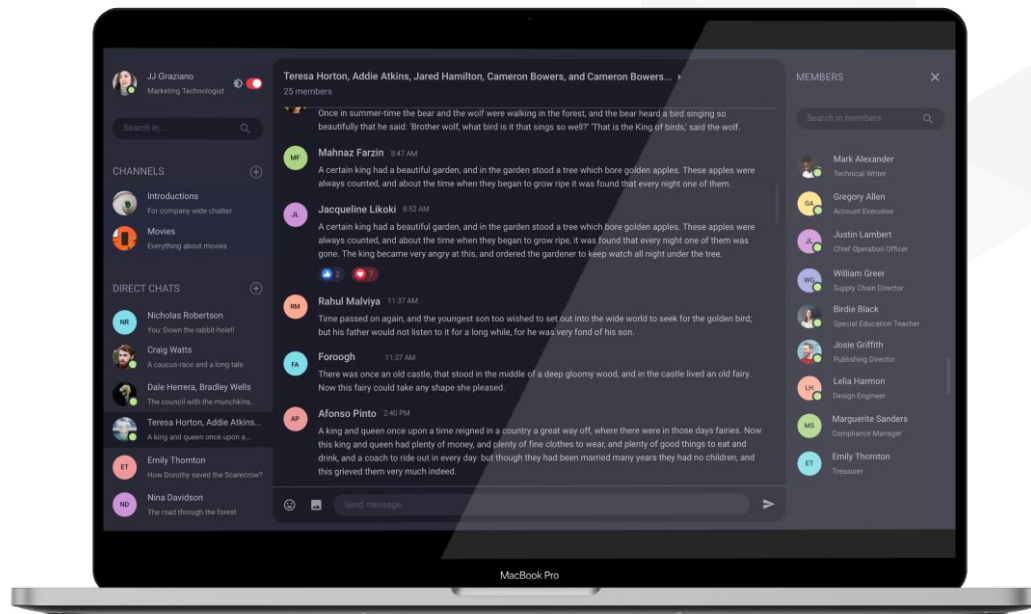 JJ Graziano
Marketing Technologist
Search in...
CHANNELS
Introductions
For company wide chatter
Movies
Everything about movies
DIRECT CHATS
NR
Nicholas Robertson
You: Down the rabbit-hole!!
Craig Watts
A caucus-race and a long tale.
Dale Herrera, Bradley Wells
The council with the munchkins.
Teresa Horton, Addie Atkins...
A king and queen once upon a...
ET
Emily Thomton
How Dorothy saved the Scarecrow?
ND
Nina Davidson
The road through the forest
Teresa Horton, Addie Atkins, Jared Hamilton, Cameron Bowers, and Cameron Bowers...
25 members
Once in summer-time the bear and the wolf were walking in the forest, and the bear heard a bird singing so
beautifully that he said: 'Brother wolf, what bird is it that sings so well?' 'That is the King of birds,' said the wolf.
MF
Mahnaz Farzin 8:47 AM
A certain king had a beautiful garden, and in the garden stood a tree which bore golden apples. These apples were
always counted, and about the time when they began to grow ripe it was found that every night one of them.
JL
Jacqueline Likoki 8:52 AM
A certain king had a beautiful garden, and in the garden stood a tree which bore golden apples. These apples were
always counted, and about the time when they began to grow ripe, it was found that every night one of them was
gone. The king became very angry at this, and ordered the gardener to keep watch all night under the tree.
2 7
RM
Rahul Malviya 11:37 AM
Time passed on again, and the youngest son too wished to set out into the wide world to seek for the golden bird;
but his father would not listen to it for a long while, for he was very fond of his son.
FA
Foroogh 11:37 AM
There was once an old castle, that stood in the middle of a deep gloomy wood, and in the castle lived an old fairy.
Now this fairy could take any shape she pleased.
AP
Afonso Pinto 2:40 PM
A king and queen once upon a time reigned in a country a great way off, where there were in those days fairies. Now
this king and queen had plenty of money, and plenty of fine clothes to wear, and plenty of good things to eat and
drink, and a coach to ride out in every day: but though they had been married many years they had no children, and
this grieved them very much indeed.
Send message
MEMBERS
Search in members
Mark Alexander
Technical Writer
GA
Gregory Allen
Account Executive
JL
Justin Lambert
Chief Operation Officer
WG
William Greer
Supply Chain Director
Birdie Black
Special Education Teacher
Josie Griffith
Publishing Director
LH
Lelia Harmon
Design Engineer
MS
Marguerite Sanders
Compliance Manager
ET
Emily Thomton
Treasurer
MacBook Pro